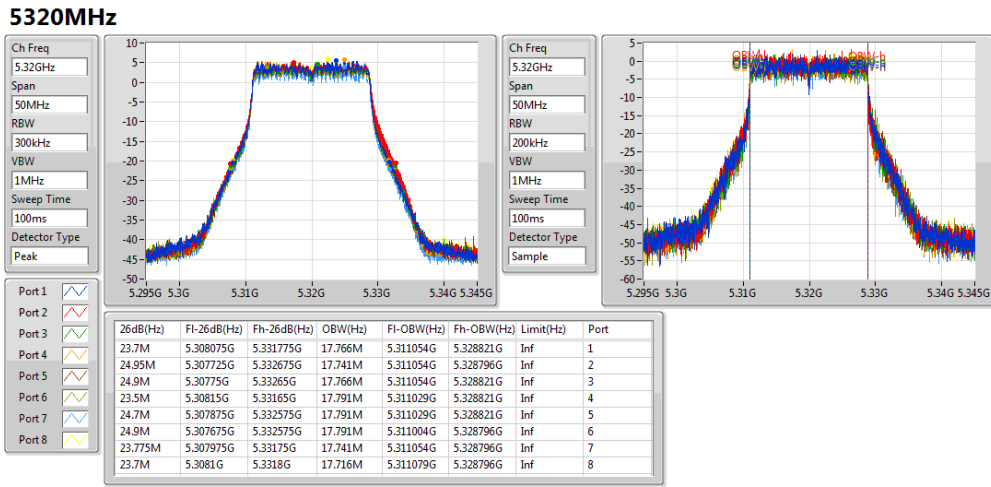 5320MHz
Ch Freq
5.32GHz
Span
50MHz
RBW
300kHz
VBW
1MHz
Sweep Time
100ms
Detector Type
Peak
10
5
0
-5
-10
-15
-20
-25
-30
-35
-40
-45
-50
5.295G 5.3G 5.31G 5.32G 5.33G 5.34G 5.345G
Ch Freq
5.32GHz
Span
50MHz
RBW
200kHz
VBW
1MHz
Sweep Time
100ms
Detector Type
Sample
5
0
-5
-10
-15
-20
-25
-30
-35
-40
-45
-50
-55
-60
5.295G 5.3G 5.31G 5.32G 5.33G 5.34G 5.345G
Port 1
Port 2
Port 3
Port 4
Port 5
Port 6
Port 7
Port 8
26dB(Hz) Fl-26dB(Hz) Fh-26dB(Hz) OBW(Hz) Fl-OBW(Hz) Fh-OBW(Hz) Limit(Hz) Port
23.7M 5.308075G 5.331775G 17.766M 5.311054G 5.328821G Inf 1
24.95M 5.307725G 5.332675G 17.741M 5.311054G 5.328796G Inf 2
24.9M 5.30775G 5.33265G 17.766M 5.311054G 5.328821G Inf 3
23.5M 5.30815G 5.33165G 17.791M 5.311029G 5.328821G Inf 4
24.7M 5.307875G 5.332575G 17.791M 5.311029G 5.328821G Inf 5
24.9M 5.307675G 5.332575G 17.791M 5.311004G 5.328796G Inf 6
23.775M 5.307975G 5.33175G 17.741M 5.311054G 5.328796G Inf 7
23.7M 5.3081G 5.3318G 17.716M 5.311079G 5.328796G Inf 8